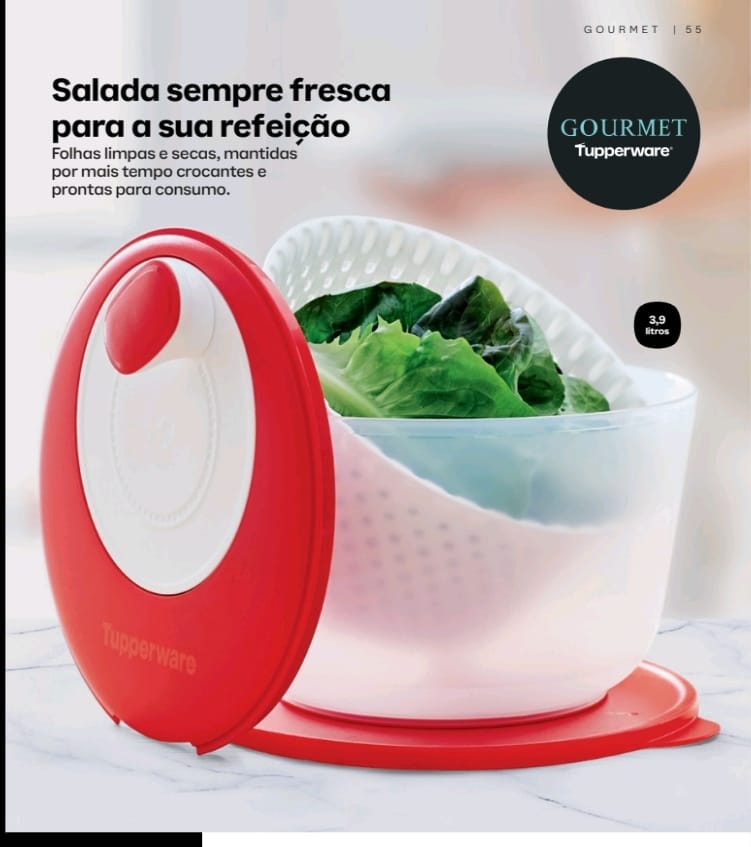 GOURMET | 55
Salada sempre fresca
para a sua refeição
Folhas limpas e secas, mantidas
por mais tempo crocantes e
prontas para consumo.
GOURMET
Tupperware®
3,9
litros
Tupperware